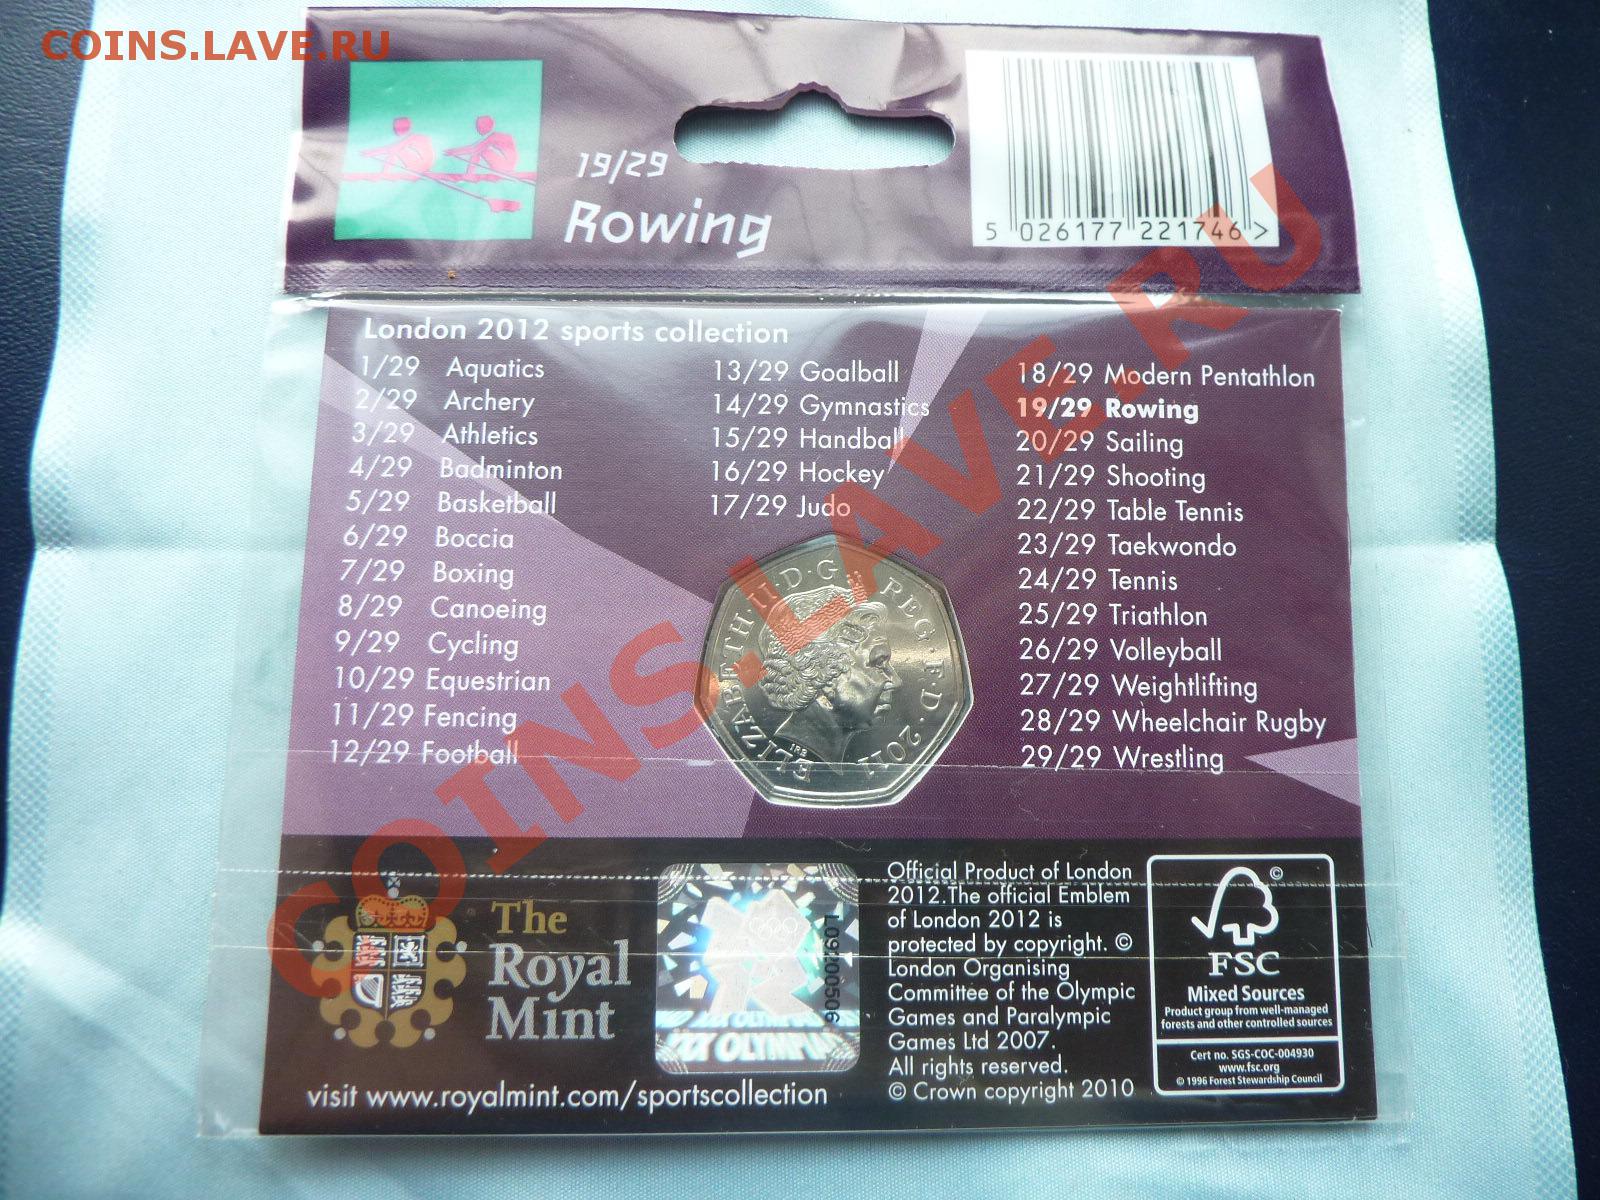 COINS.LAVE.RU
19/29
Rowing
5 026177 221746 >
London 2012 sports collection
1/29 Aquatics
2/29 Archery
3/29 Athletics
4/29 Badminton
5/29 Basketball
6/29 Boccia
7/29 Boxing
8/29 Canoeing
9/29 Cycling
10/29 Equestrian
11/29 Fencing
12/29 Football
13/29 Goalball
14/29 Gymnastics
15/29 Handball
16/29 Hockey
17/29 Judo
18/29 Modern Pentathlon
19/29 Rowing
20/29 Sailing
21/29 Shooting
22/29 Table Tennis
23/29 Taekwondo
24/29 Tennis
25/29 Triathlon
26/29 Volleyball
27/29 Weightlifting
28/29 Wheelchair Rugby
29/29 Wrestling
ELIZABETH·II·D·G REG·F·D·2011
IRB
COINS.LAVE.RU
The
Royal
Mint
L09200506
XXX OLYMPIA
Official Product of London
2012.The official Emblem
of London 2012 is
protected by copyright. ©
London Organising
Committee of the Olympic
Games and Paralympic
Games Ltd 2007.
All rights reserved.
© Crown copyright 2010
©
FSC
Mixed Sources
Product group from well-managed
forests and other controlled sources
Cert no. SGS-COC-004930
www.fsc.org
© 1996 Forest Stewardship Council
visit www.royalmint.com/sportscollection